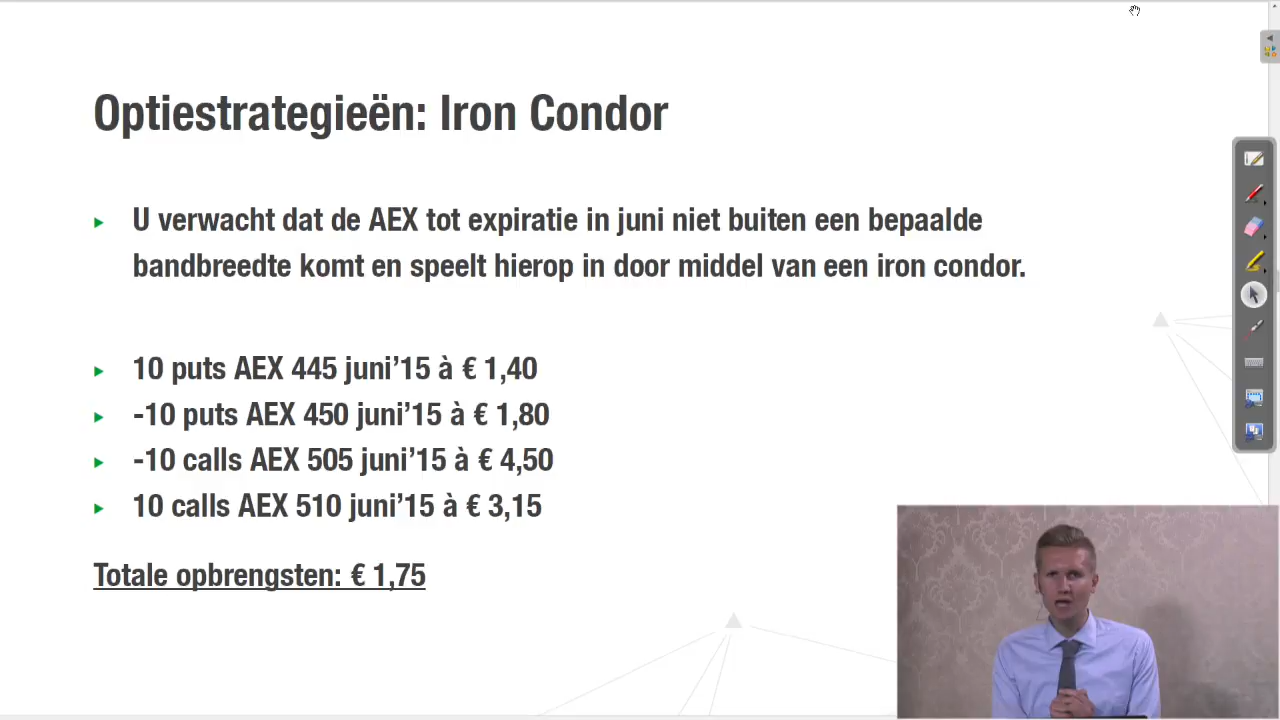 Optiestrategieën: Iron Condor
U verwacht dat de AEX tot expiratie in juni niet buiten een bepaalde
bandbreedte komt en speelt hierop in door middel van een iron condor.
10 puts AEX 445 juni’15 à € 1,40
-10 puts AEX 450 juni’15 à € 1,80
-10 calls AEX 505 juni’15 à € 4,50
10 calls AEX 510 juni’15 à € 3,15
Totale opbrengsten: € 1,75